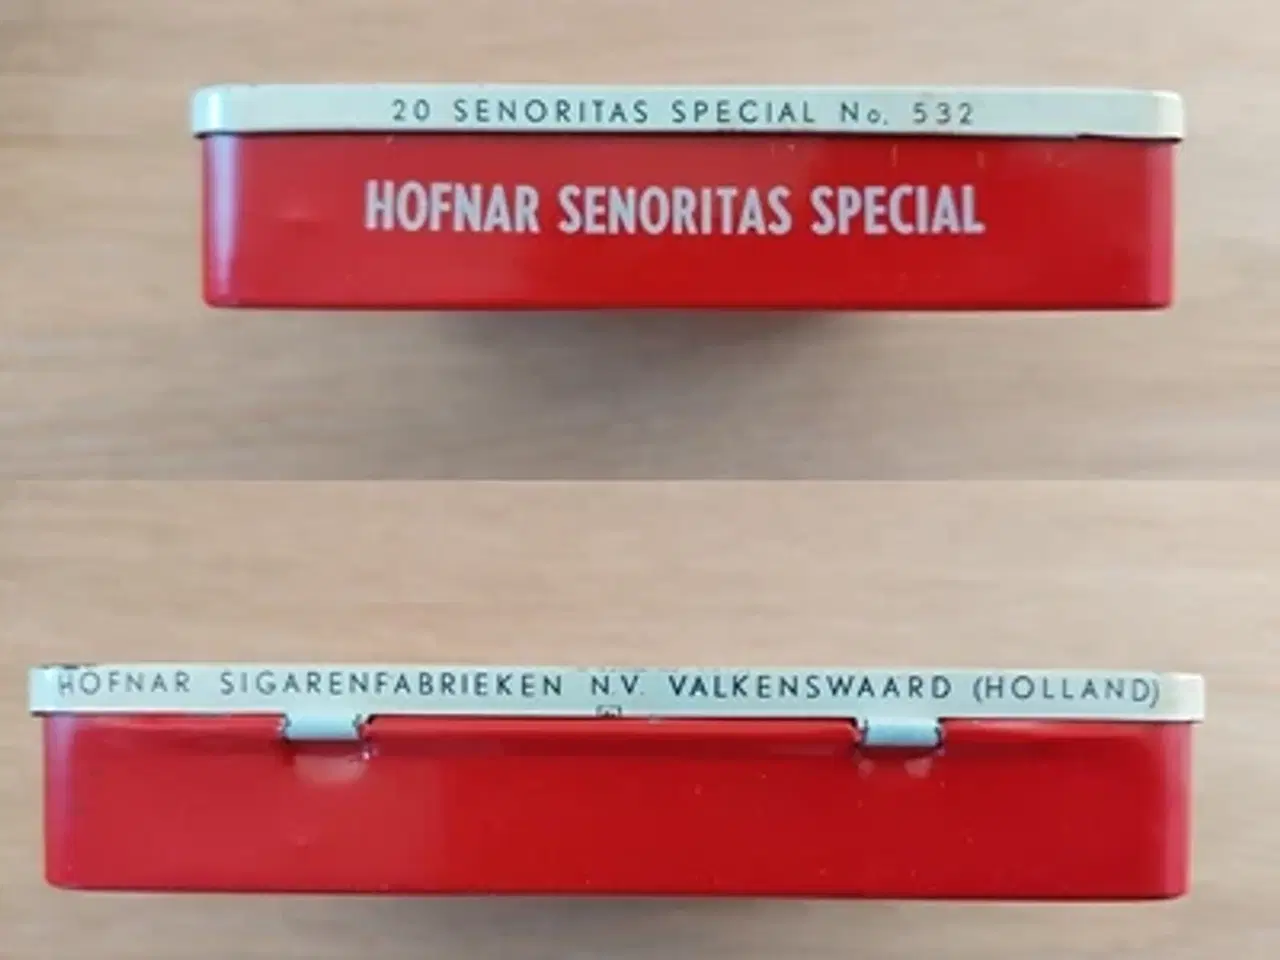 20 SENORITAS SPECIAL No. 532
HOFNAR SENORITAS SPECIAL
HOFNAR SIGARENFABRIEKEN N.V. VALKENSWAARD (HOLLAND)